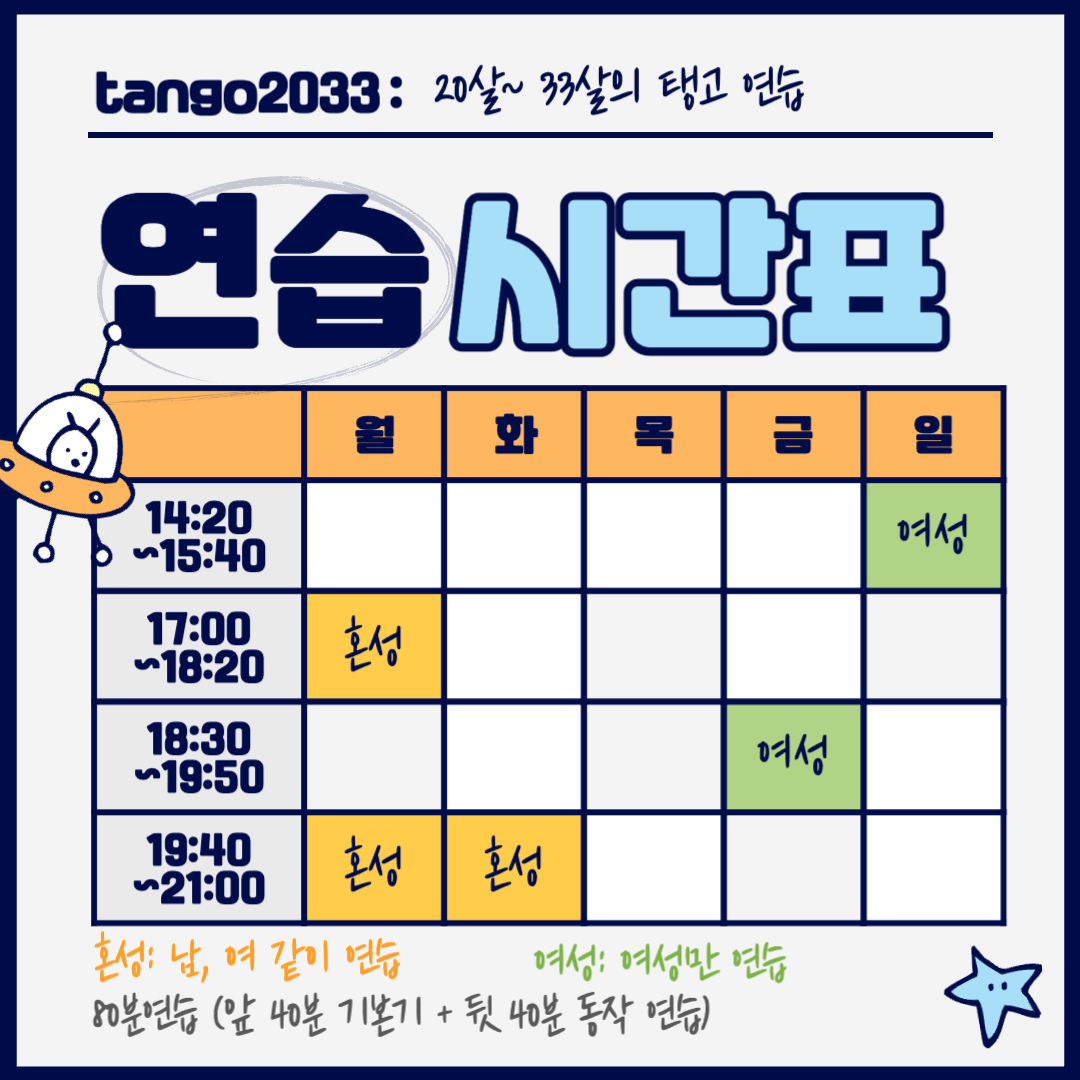 tango2033: 20살~ 33살의 탱고 연습
연습 시간표
월 화 목 금 일
14:20
~15:40
여성
17:00
~18:20
혼성
18:30
~19:50
여성
19:40
~21:00
혼성 혼성
혼성: 남, 여 같이 연습
여성: 여성만 연습
80분연습 (앞 40분 기본기 + 뒷 40분 동작 연습)